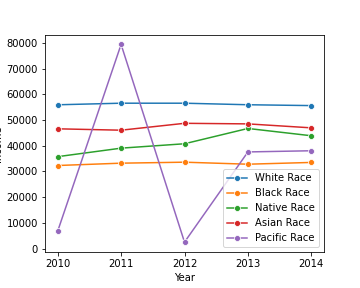 80000
70000
60000
50000
40000
30000
20000
10000
0
2010 2011 2012 2013 2014
Year
White Race
Black Race
Native Race
Asian Race
Pacific Race